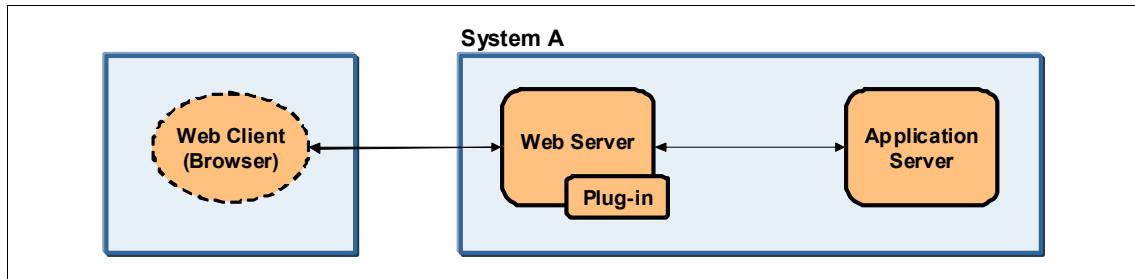 System A
Web Client
(Browser)
Web Server
Plug-in
Application
Server